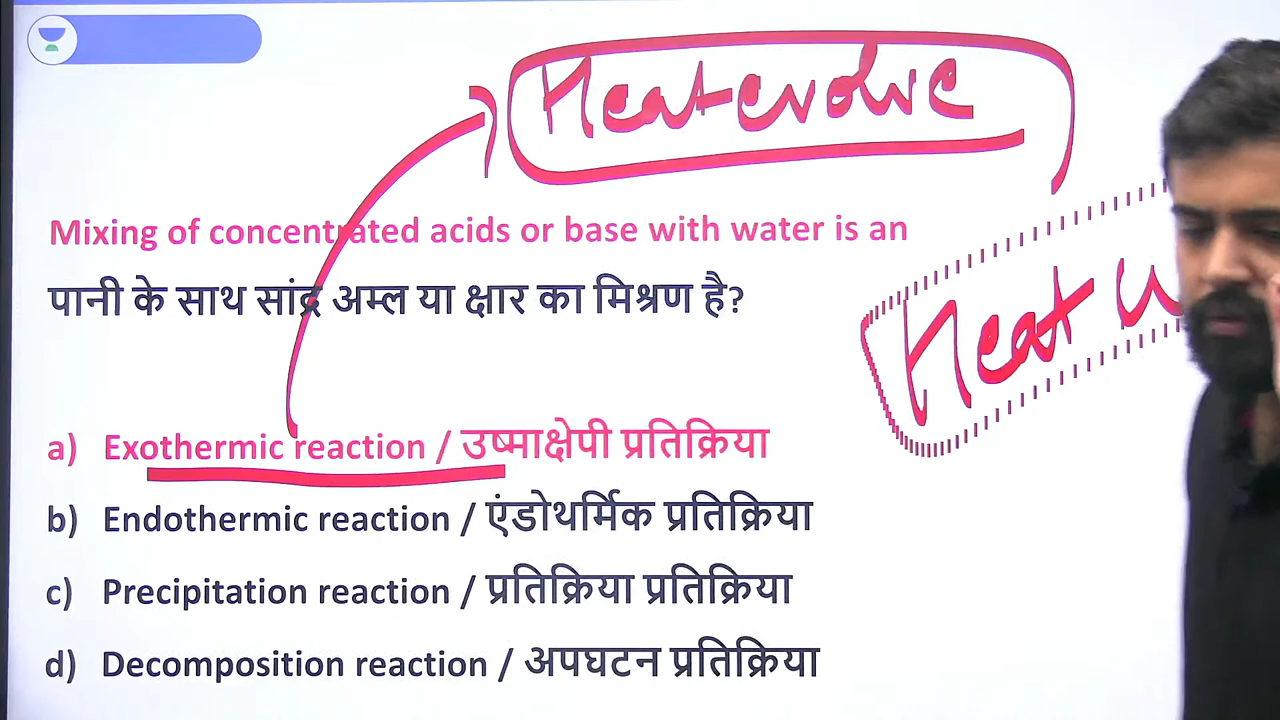 Heat evolve
Mixing of concentrated acids or base with water is an
पानी के साथ सांद्र अम्ल या क्षार का मिश्रण है?
Heat
a) Exothermic reaction / उष्माक्षेपी प्रतिक्रिया
b) Endothermic reaction / एंडोथर्मिक प्रतिक्रिया
c) Precipitation reaction / प्रतिक्रिया प्रतिक्रिया
d) Decomposition reaction / अपघटन प्रतिक्रिया